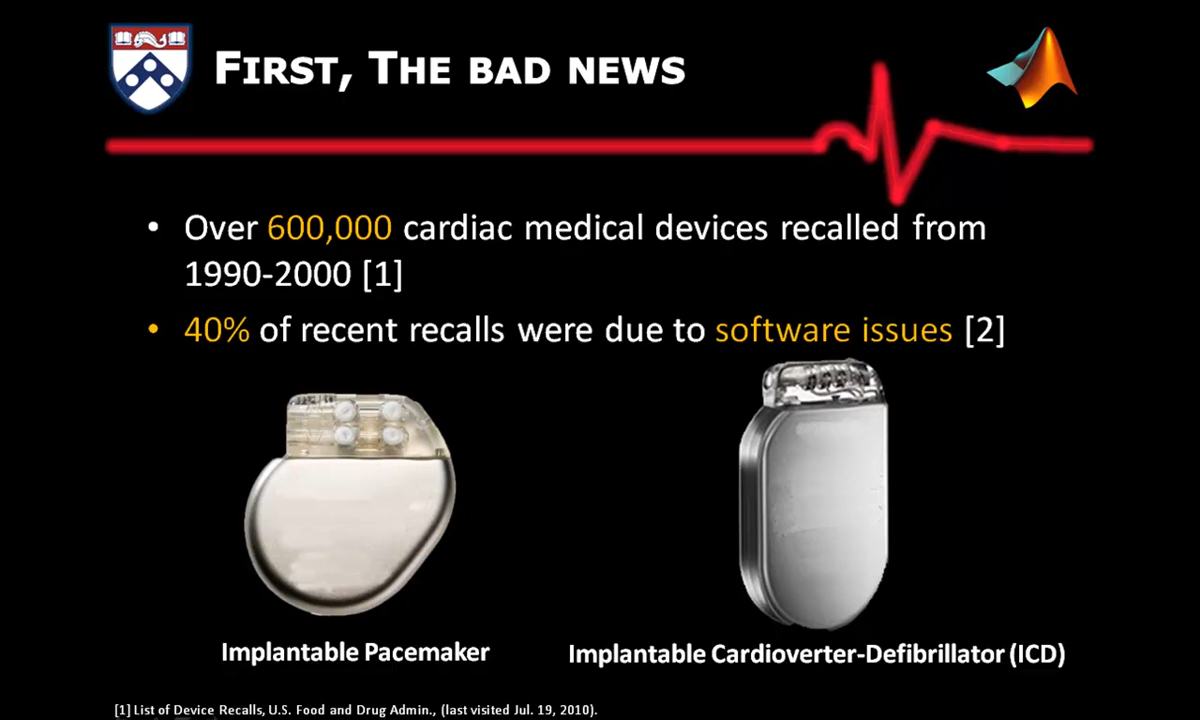 FIRST, THE BAD NEWS
• Over 600,000 cardiac medical devices recalled from
1990-2000 [1]
• 40% of recent recalls were due to software issues [2]
Implantable Pacemaker
Implantable Cardioverter-Defibrillator (ICD)
[1] List of Device Recalls, U.S. Food and Drug Admin., (last visited Jul. 19, 2010).